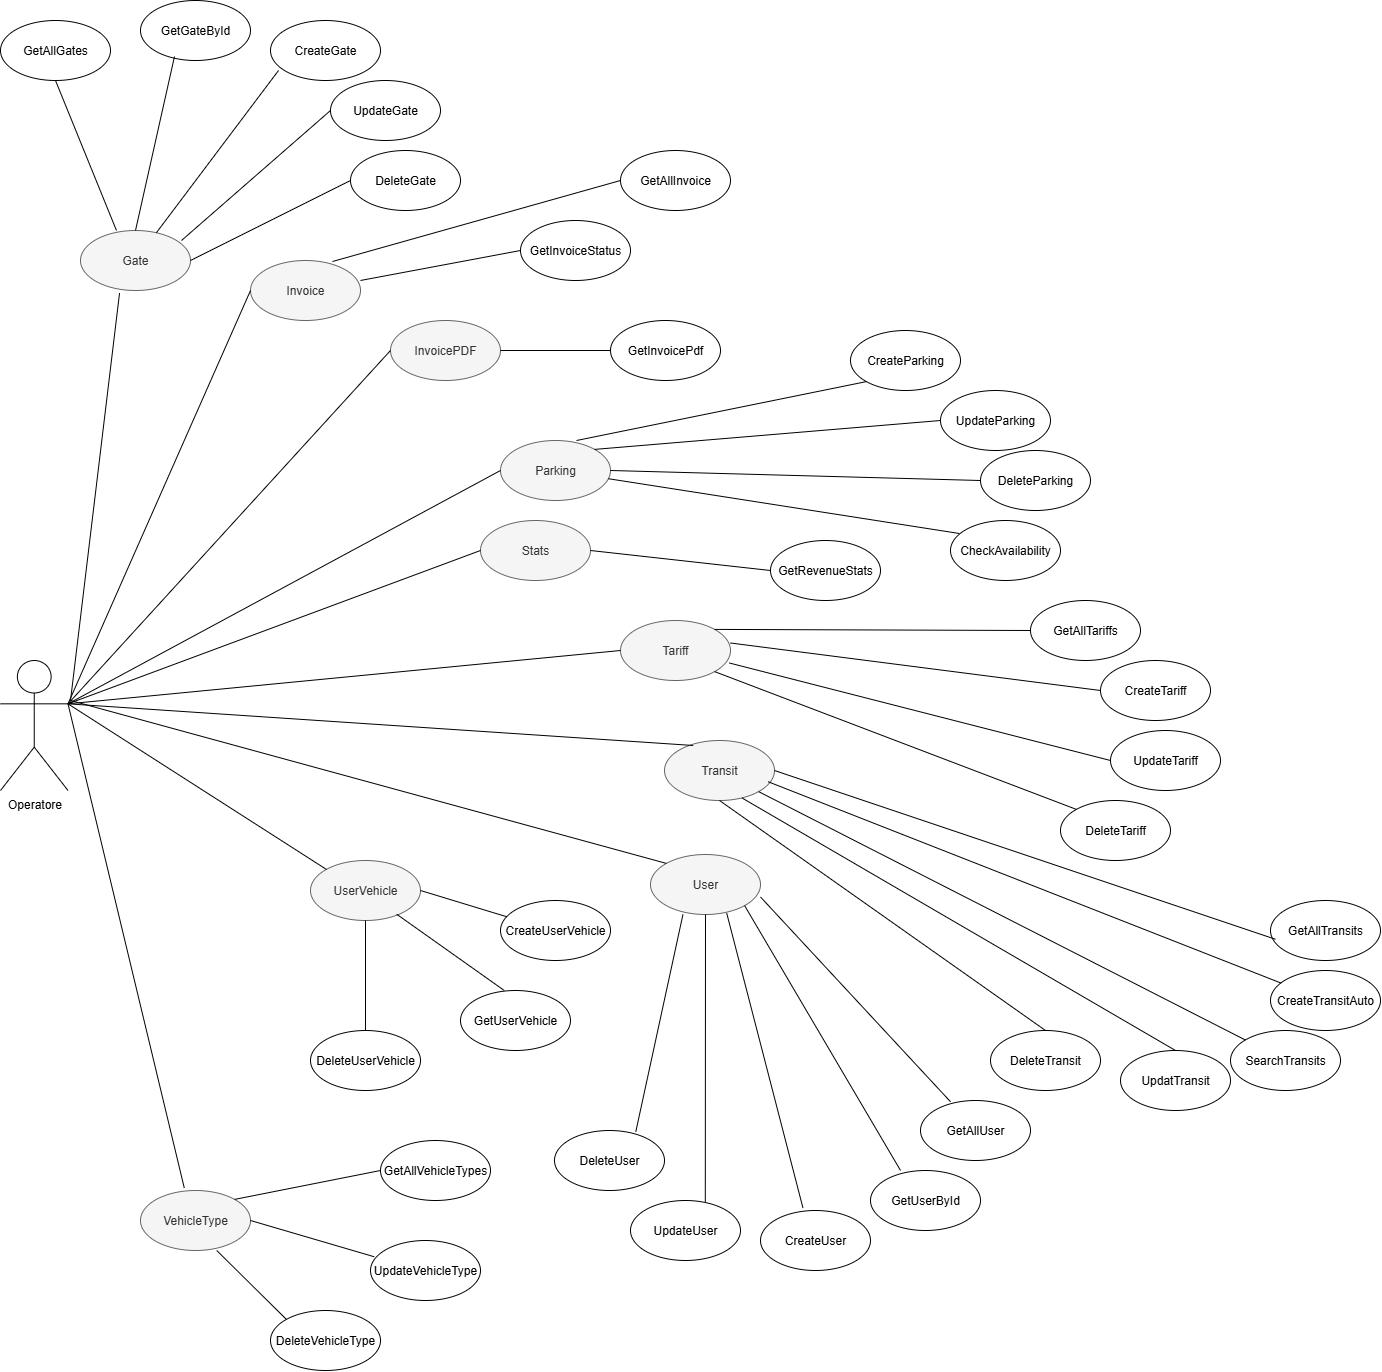 GetAllGates
GetGateById
CreateGate
UpdateGate
DeleteGate
Gate
GetAllInvoice
GetInvoiceStatus
Invoice
InvoicePDF
GetInvoicePdf
CreateParking
UpdateParking
Parking
DeleteParking
CheckAvailability
Stats
GetRevenueStats
GetAllTariffs
Tariff
CreateTariff
UpdateTariff
Transit
Operatore
DeleteTariff
User
UserVehicle
CreateUserVehicle
GetAllTransits
CreateTransitAuto
GetUserVehicle
DeleteUserVehicle
DeleteTransit
SearchTransits
UpdatTransit
GetAllUser
DeleteUser
GetAllVehicleTypes
GetUserById
VehicleType
UpdateUser
CreateUser
UpdateVehicleType
DeleteVehicleType